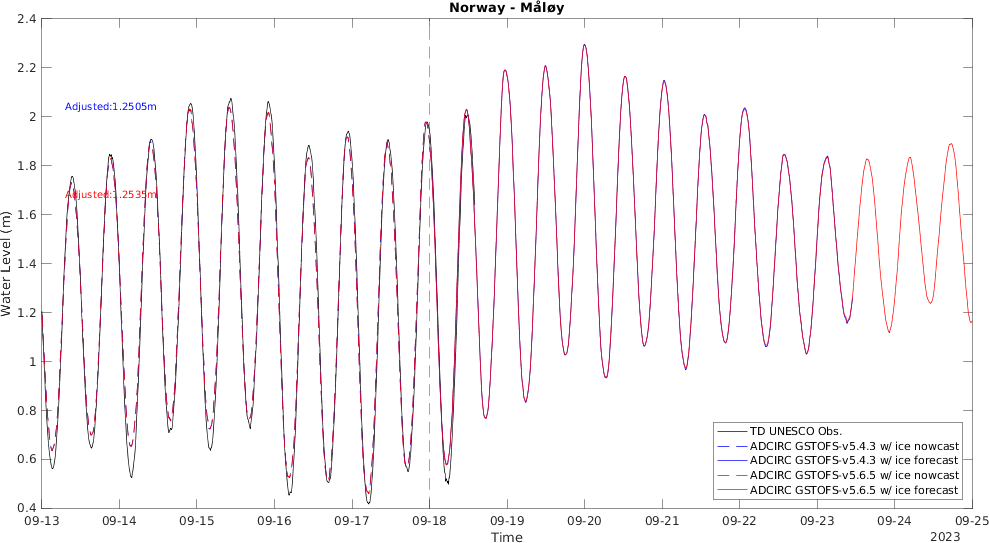 Norway - Måløy
2.4
2.2
2
1.8
1.6
1.4
1.2
1
0.8
0.6
0.4
Water Level (m)
Adjusted:1.2505m
Adjusted:1.2535m
TD UNESCO Obs.
ADCIRC GSTOFS-v5.4.3 w/ ice nowcast
ADCIRC GSTOFS-v5.4.3 w/ ice forecast
ADCIRC GSTOFS-v5.6.5 w/ ice nowcast
ADCIRC GSTOFS-v5.6.5 w/ ice forecast
09-13 09-14 09-15 09-16 09-17 09-18 09-19 09-20 09-21 09-22 09-23 09-24 09-25
Time
2023